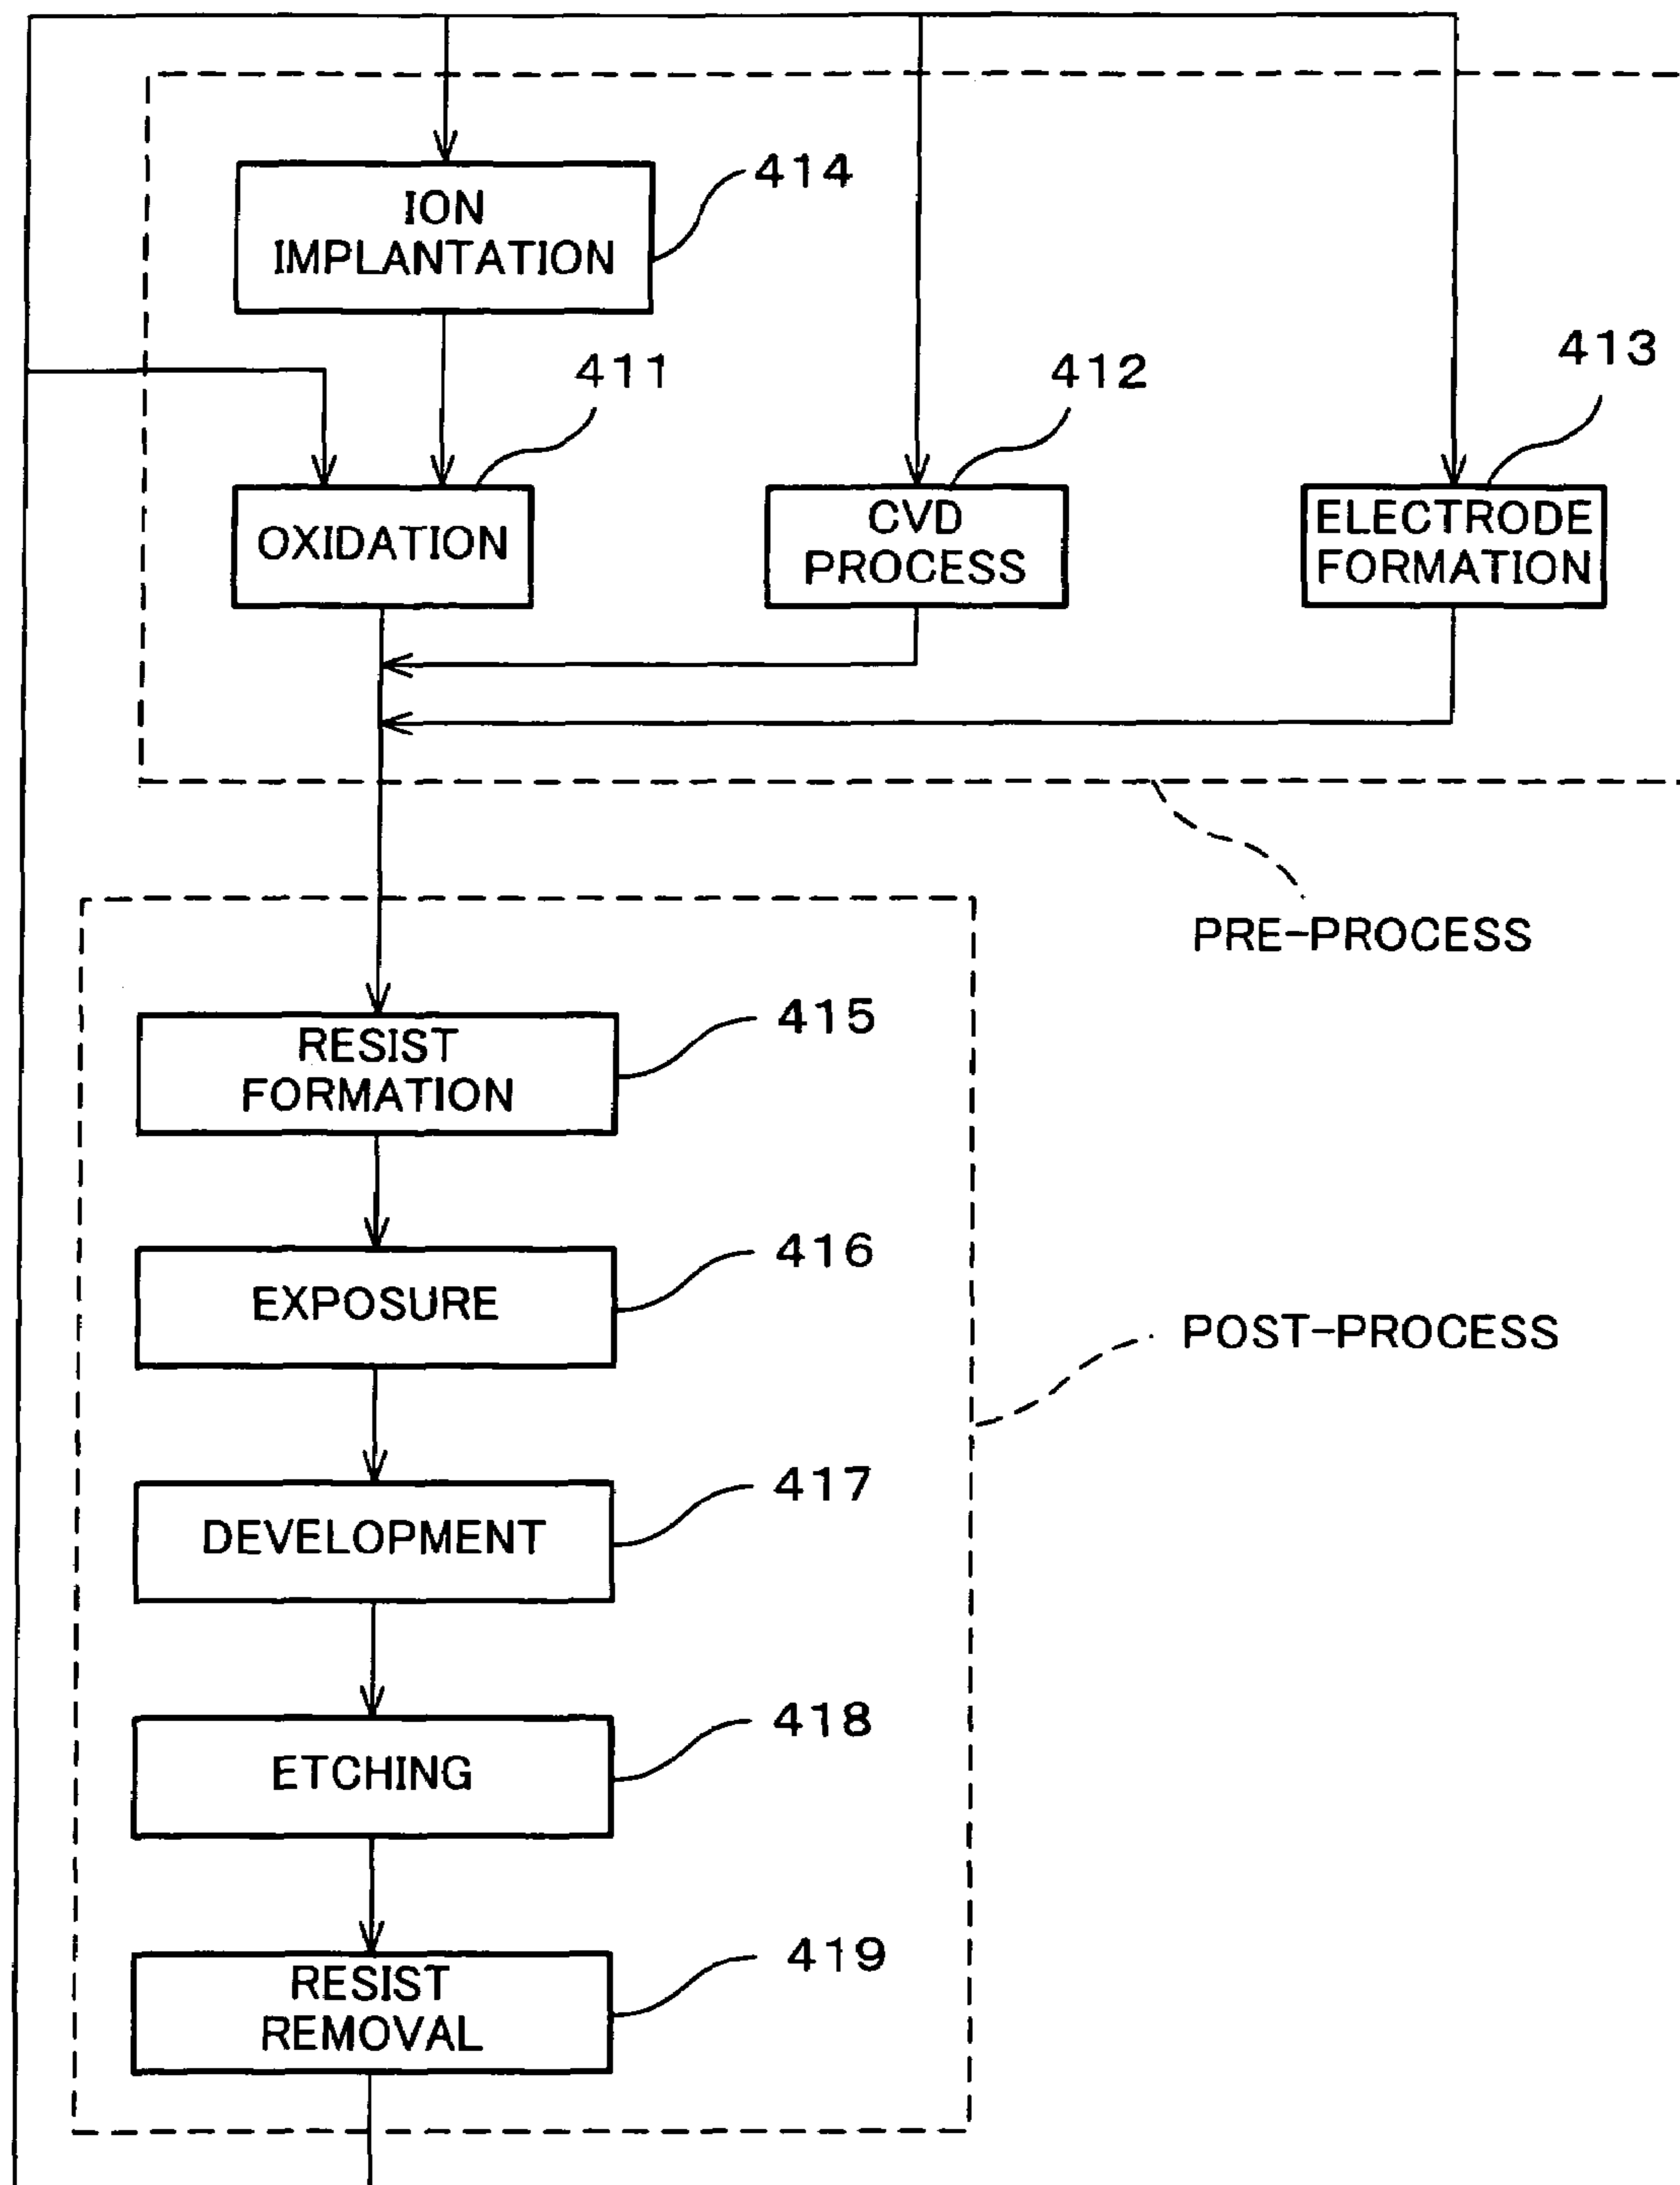 414
ION
IMPLANTATION
411
412
413
OXIDATION
CVD
PROCESS
ELECTRODE
FORMATION
PRE-PROCESS
415
RESIST
FORMATION
416
EXPOSURE
POST-PROCESS
417
DEVELOPMENT
418
ETCHING
419
RESIST
REMOVAL